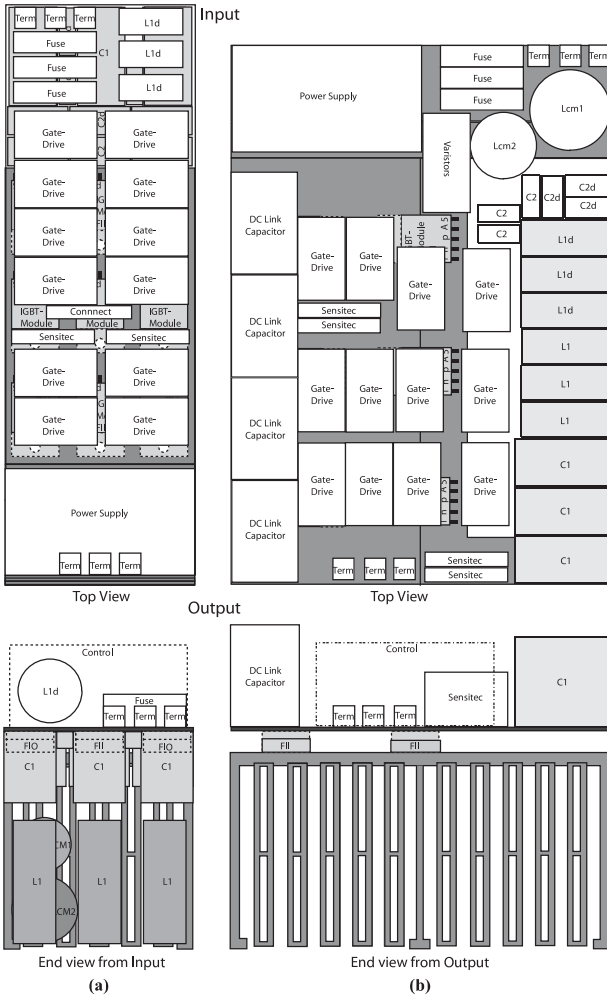 Input
Term Term Term
L1d
Fuse
C1
L1d
Fuse
Fuse
L1d
C2d
Gate-
Drive
Gate-
Drive
C2
Gate-
Drive
Gate-
Drive
Gate-
Drive
Gate-
Drive
Gate-
Drive
Gate-
Drive
IGBT-
Module
Connnect
Module
IGBT-
Module
Sensitec
Sensitec
Gate-
Drive
Gate-
Drive
Gate-
Drive
Gate-
Drive
Power Supply
Term Term Term
Top View
Power Supply
Fuse
Fuse
Fuse
Term Term Term
Lcm1
Lcm2
Varistors
C2
C2d
C2d
C2d
C2
C2
DC Link
Capacitor
DC Link
Capacitor
DC Link
Capacitor
DC Link
Capacitor
Gate-
Drive
Gate-
Drive
Gate-
Drive
Gate-
Drive
Sensitec
Sensitec
Gate-
Drive
Gate-
Drive
Gate-
Drive
Gate-
Drive
Gate-
Drive
Gate-
Drive
Gate-
Drive
Gate-
Drive
L1d
L1d
L1d
L1
L1
L1
C1
C1
C1
Term Term Term
Sensitec
Sensitec
Top View
Output
Control
L1d
Fuse
Term Term Term
FIO
FII
FIO
C1
C1
C1
CM1
CM2
L1
L1
L1
End view from Input
(a)
DC Link
Capacitor
Control
Term Term Term
Sensitec
C1
FII
FII
End view from Output
(b)